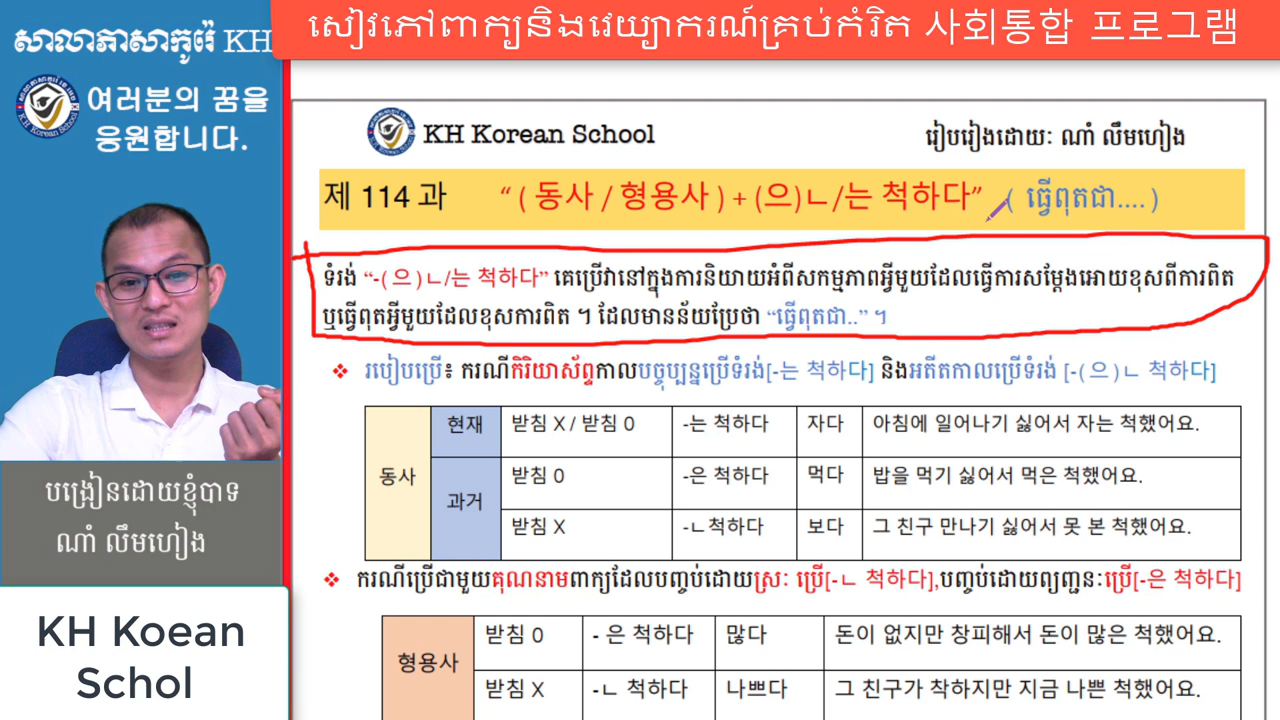 សាលាភាសាកូរ៉េ KH
여러분의 꿈을
응원합니다.
បង្រៀនដោយខ្ញុំបាទ
ណាំ លឹមហៀង
KH Koean
Schol
សៀវភៅពាក្យនិងវេយ្យាករណ៍គ្រប់កំរិត 사회통합 프로그램
KH Korean School
រៀបរៀងដោយៈ ណាំ លឹមហៀង
제 114 과 “ ( 동사 / 형용사 ) + (으)ㄴ/는 척하다” ( ធ្វើពុតជា.... )
ទំរង់ “-(으)ㄴ/는 척하다” គេប្រើវានៅក្នុងការនិយាយអំពីសកម្មភាពអ្វីមួយដែលធ្វើការសម្ដែងអោយខុសពីការពិត
ឬធ្វើពុតអ្វីមួយដែលខុសការពិត ។ ដែលមានន័យប្រែថា “ធ្វើពុតជា..” ។
❖ របៀបប្រើ៖ ករណីកិរិយាស័ព្ទកាលបច្ចុប្បន្នប្រើទំរង់[-는 척하다] និងអតីតកាលប្រើទំរង់ [-(으)ㄴ 척하다]
동사 현재 받침 X / 받침 0 -는 척하다 자다 아침에 일어나기 싫어서 자는 척했어요.
과거 받침 0 -은 척하다 먹다 밥을 먹기 싫어서 먹은 척했어요.
받침 X -ㄴ척하다 보다 그 친구 만나기 싫어서 못 본 척했어요.
❖ ករណីប្រើជាមួយគុណនាមពាក្យដែលបញ្ចប់ដោយស្រៈ ប្រើ[-ㄴ 척하다],បញ្ចប់ដោយព្យញ្ជនៈប្រើ[-은 척하다]
형용사 받침 0 - 은 척하다 많다 돈이 없지만 창피해서 돈이 많은 척했어요.
받침 X -ㄴ 척하다 나쁘다 그 친구가 착하지만 지금 나쁜 척했어요.